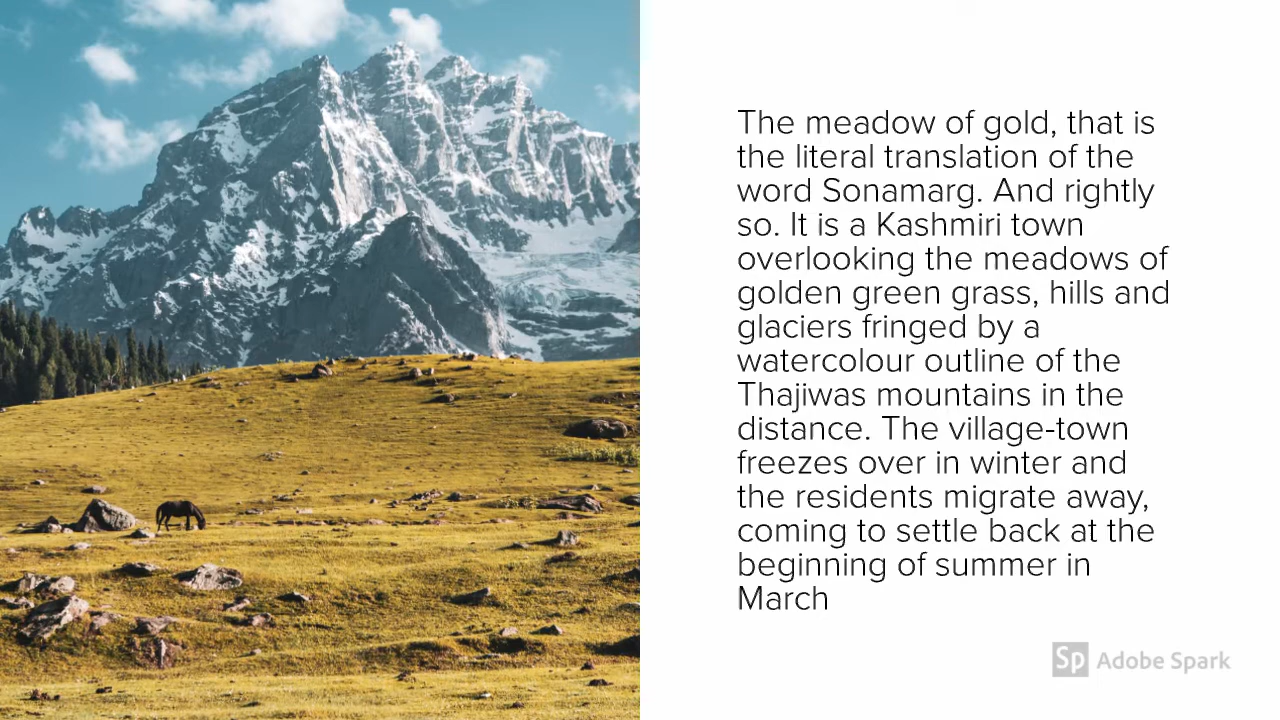 The meadow of gold, that is
the literal translation of the
word Sonamarg. And rightly
so. It is a Kashmiri town
overlooking the meadows of
golden green grass, hills and
glaciers fringed by a
watercolour outline of the
Thajiwas mountains in the
distance. The village-town
freezes over in winter and
the residents migrate away,
coming to settle back at the
beginning of summer in
March
Sp Adobe Spark